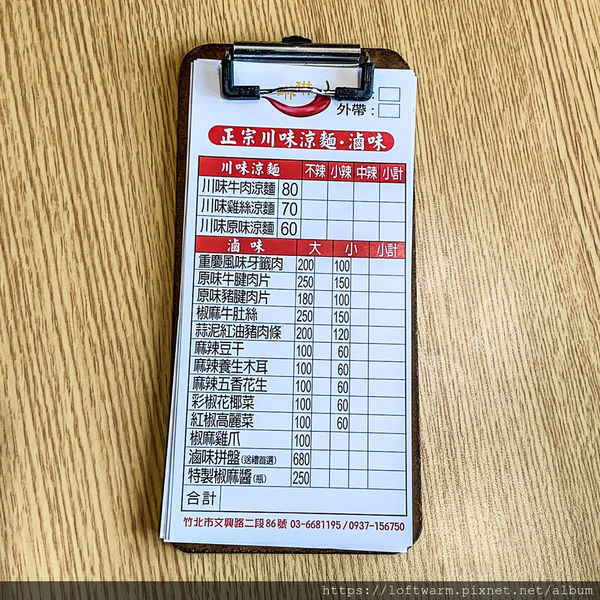 外帶：
正宗川味涼麵·滷味
川味涼麵 不辣 小辣 中辣 小計
川味牛肉涼麵 80
川味雞絲涼麵 70
川味原味涼麵 60
滷味 大 小 小計
重慶風味牙籤肉 200 100
原味牛腱肉片 250 150
原味豬腱肉片 180 100
椒麻牛肚絲 250 150
蒜泥紅油豬肉條 200 120
麻辣豆干 100 60
麻辣養生木耳 100 60
麻辣五香花生 100 60
彩椒花椰菜 100 60
紅椒高麗菜 100 60
椒麻雞爪 100
滷味拼盤(送禮首選) 680
特製椒麻醬(瓶) 250
合計
竹北市文興路二段86號 03-6681195/0937-156750
https://loftwarm.pixnet.net/album